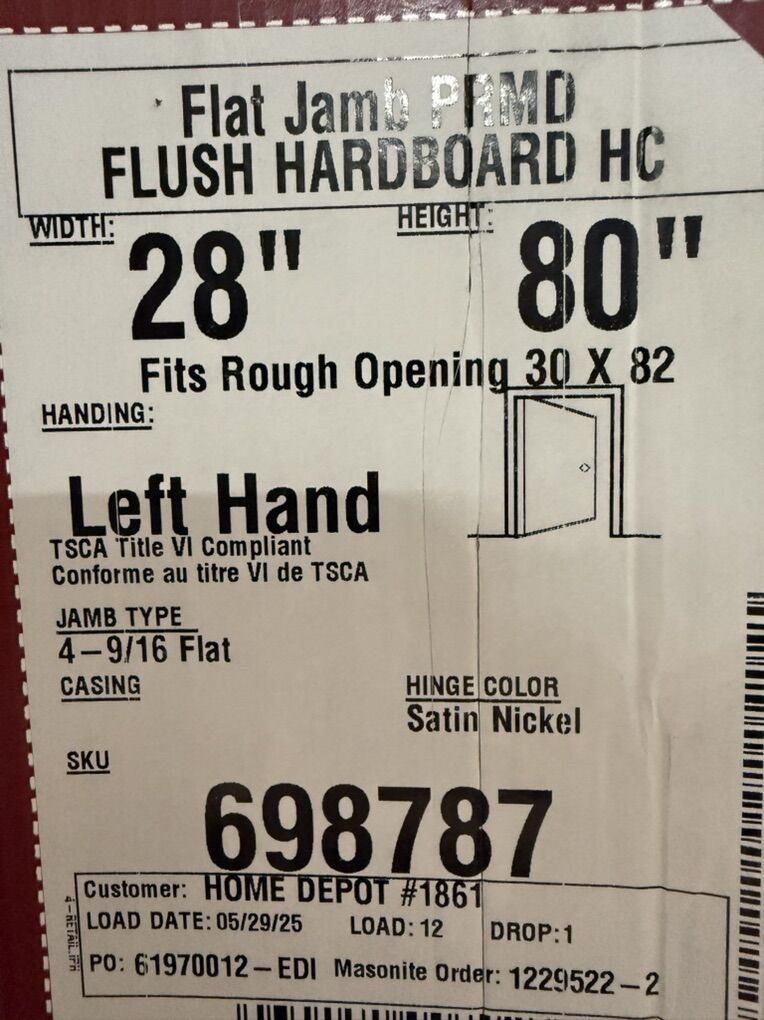 Flat Jamb PRMD
FLUSH HARDBOARD HC
WIDTH: HEIGHT:
28" 80"
Fits Rough Opening 30 X 82
HANDING:
Left Hand
TSCA Title VI Compliant
Conforme au titre VI de TSCA
JAMB TYPE
4-9/16 Flat
CASING HINGE COLOR
Satin Nickel
SKU
698787
Customer: HOME DEPOT #1861
LOAD DATE: 05/29/25 LOAD: 12 DROP:1
PO: 61970012-EDI Masonite Order: 1229522-2